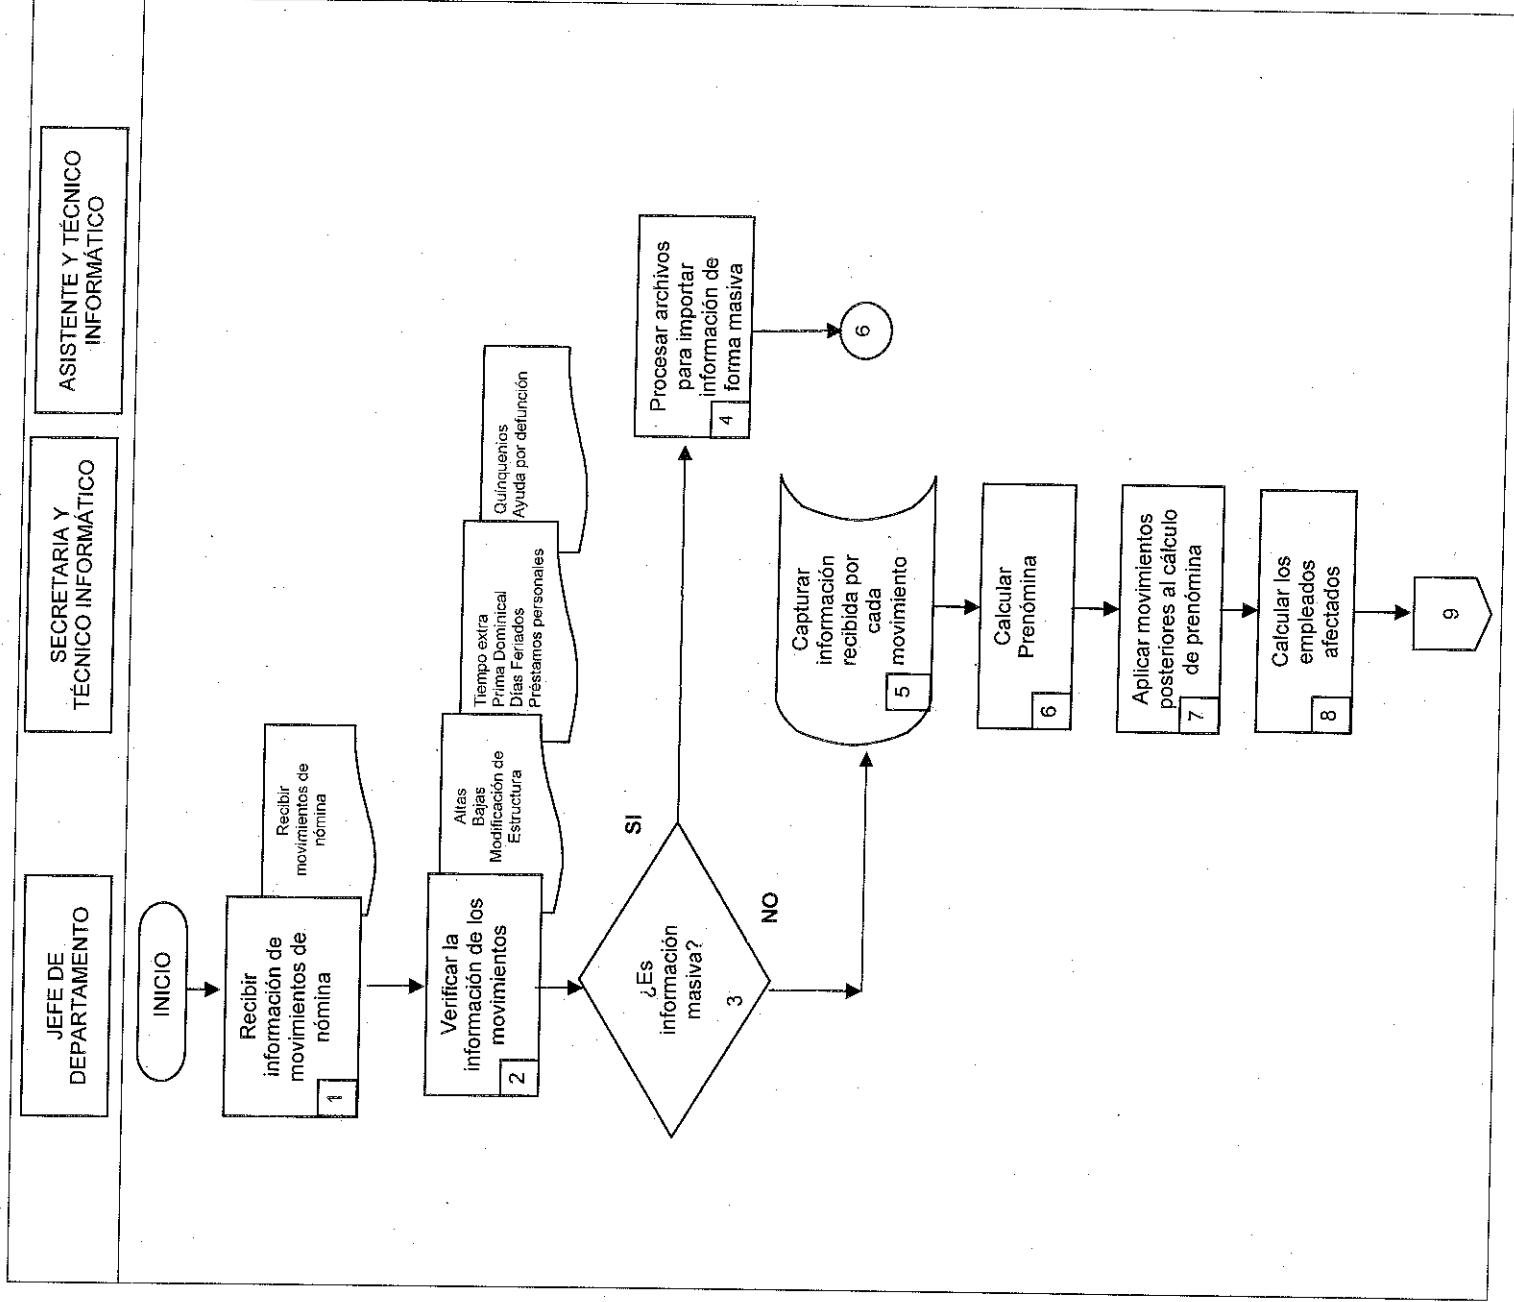 JEFE DE
DEPARTAMENTO
SECRETARIA Y
TÉCNICO INFORMÁTICO
ASISTENTE Y TÉCNICO
INFORMÁTICO
INICIO
Recibir
información de
movimientos de
nómina
1
Recibir
movimientos de
nómina
Verificar la
información de los
movimientos
2
Altas
Bajas
Modificación de
Estructura
Tiempo extra
Prima Dominical
Días Feriados
Préstamos personales
Quinquenios
Ayuda por defunción
¿Es
información
masiva?
3
SI
NO
Procesar archivos
para importar
información de
forma masiva
4
6
Capturar
información
recibida por
cada
movimiento
5
Calcular
Prenómina
6
Aplicar movimientos
posteriores al cálculo
de prenómina
7
Calcular los
empleados
afectados
8
9